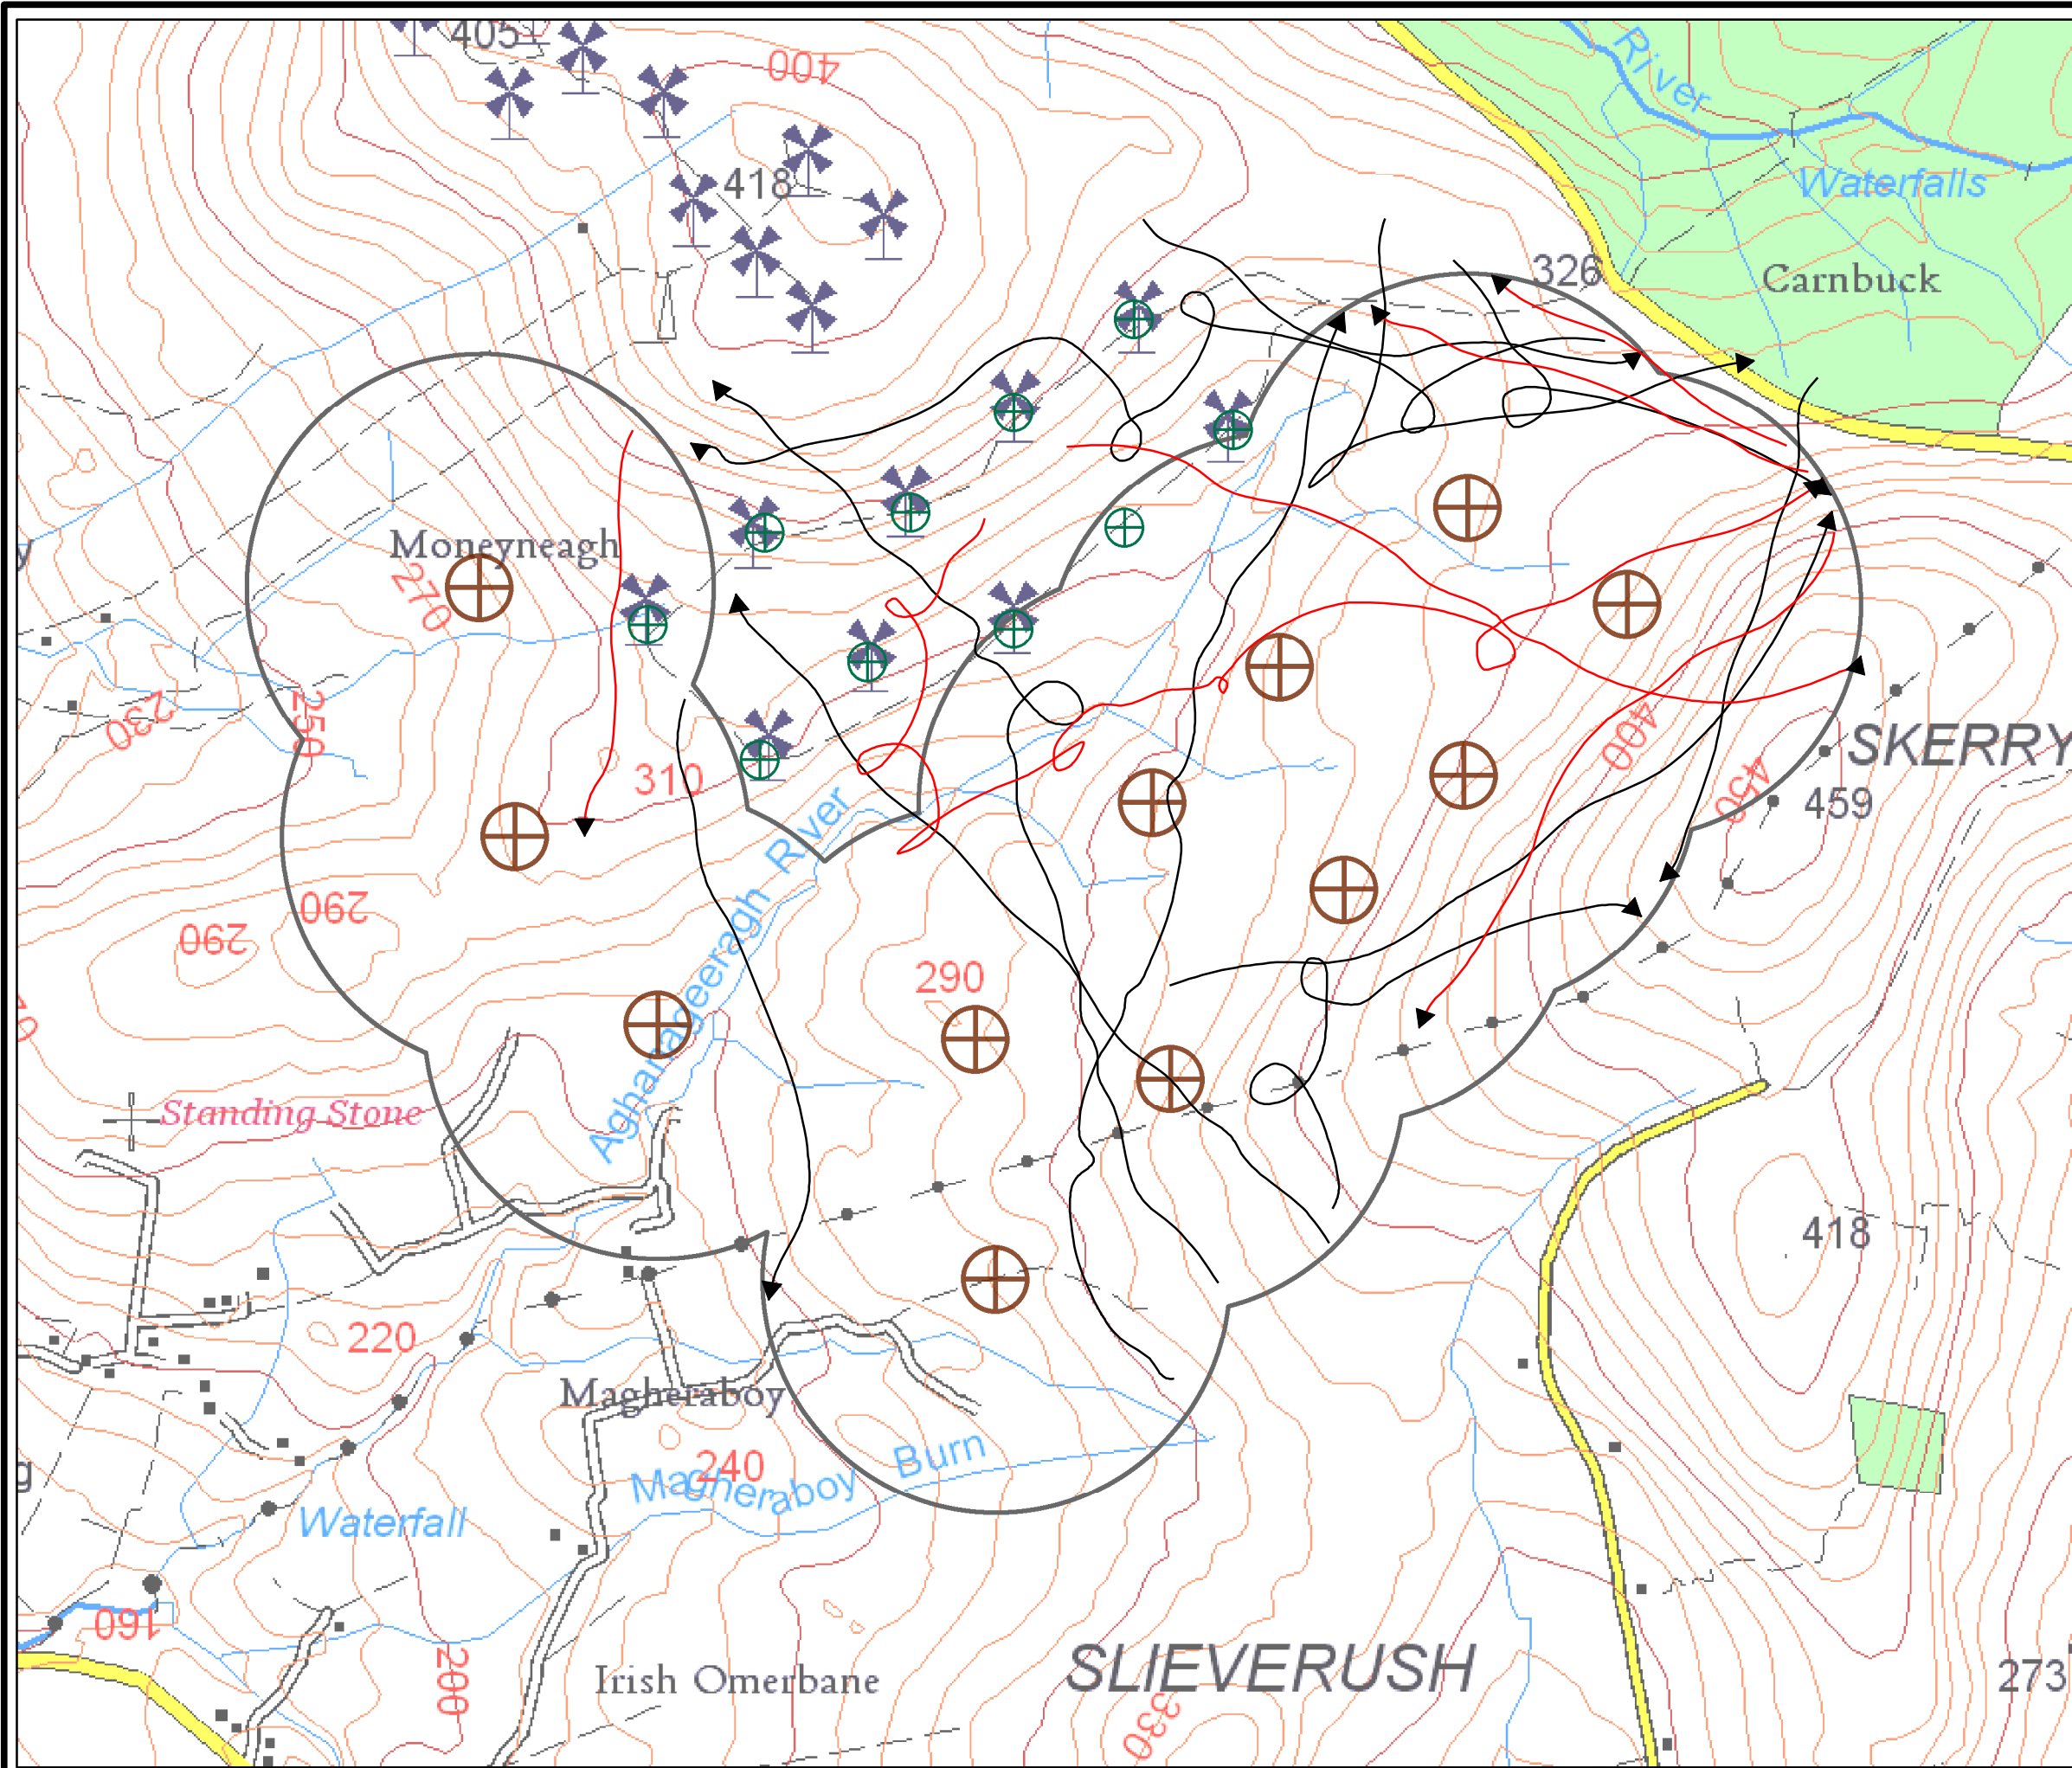 405
400
River
418
Waterfalls
326
Carnbuck
Moneyneagh
270
y
250
230
310
400
SKERRY
450
459
Aghanageeragh River
290
290
290
Standing Stone
418
220
Magheraboy
240
Magheraboy Burn
g
Waterfall
160
200
Irish Omerbane
SLIEVERUSH
330
273